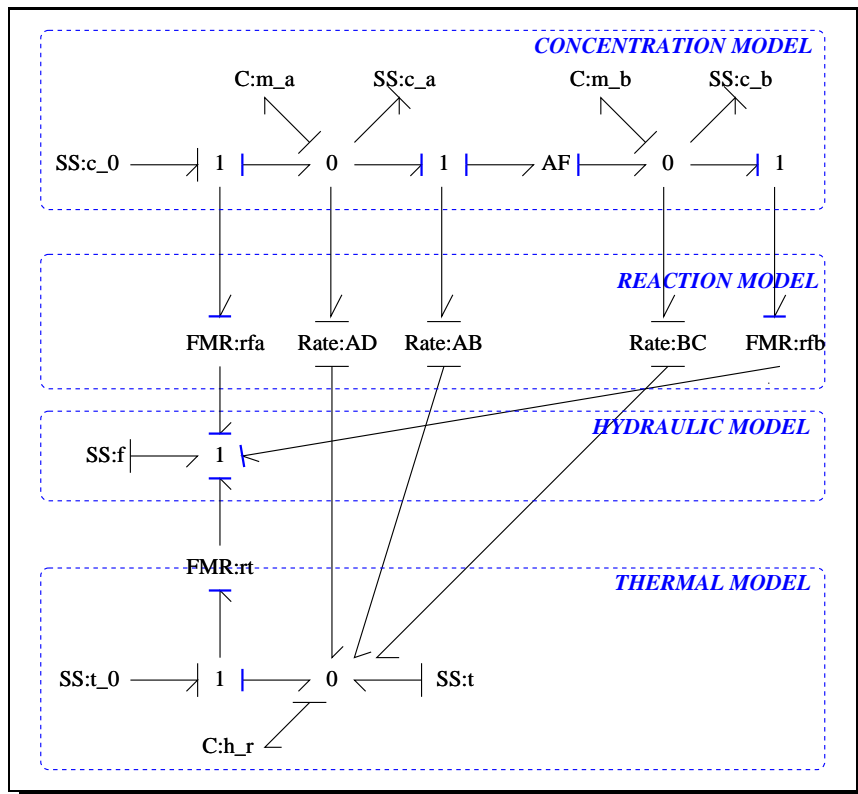 CONCENTRATION MODEL
C:m_a SS:c_a C:m_b SS:c_b
SS:c_0 1 0 1 AF 0 1
REACTION MODEL
FMR:rfa Rate:AD Rate:AB Rate:BC FMR:rfb
HYDRAULIC MODEL
SS:f 1
FMR:rt
THERMAL MODEL
SS:t_0 1 0 SS:t
C:h_r